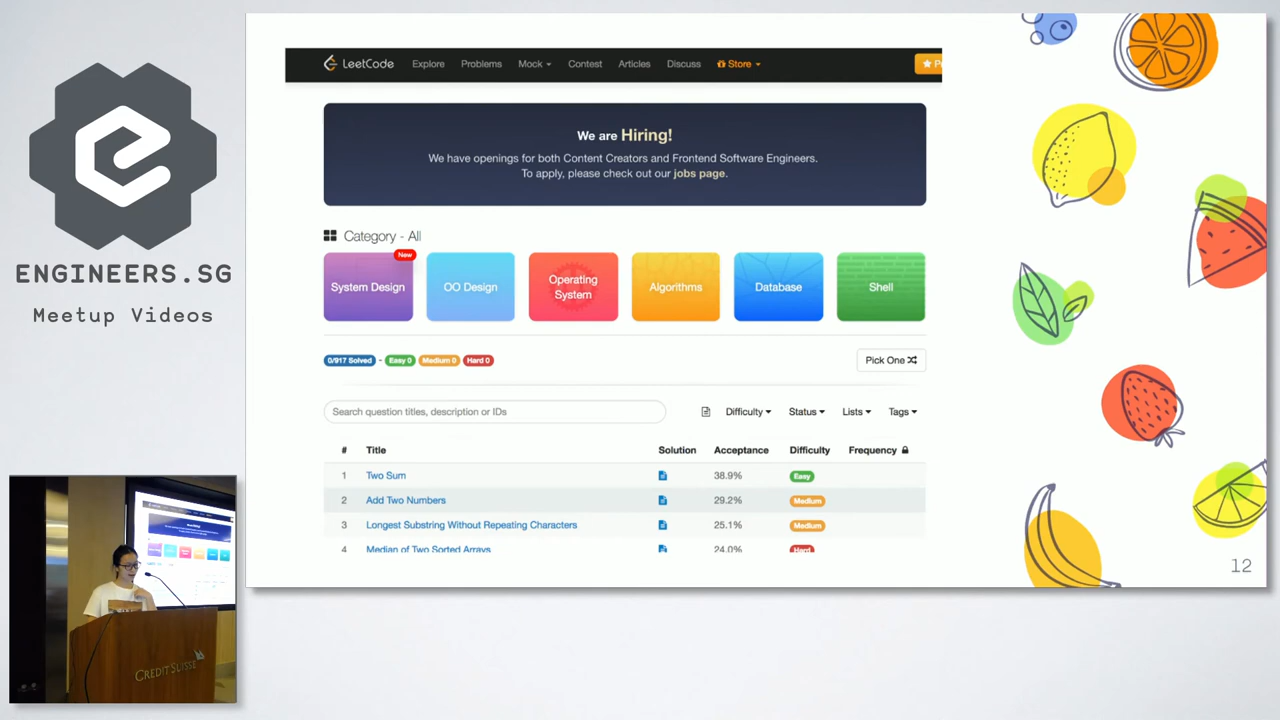 ENGINEERS.SG
Meetup Videos
CREDIT SUISSE
LeetCode Explore Problems Mock Contest Articles Discuss Store P
We are Hiring!
We have openings for both Content Creators and Frontend Software Engineers.
To apply, please check out our jobs page.
Category - All
New
System Design OO Design Operating System Algorithms Database Shell
0/917 Solved - Easy 0 Medium 0 Hard 0
Pick One
Search question titles, description or IDs Difficulty Status Lists Tags
# Title Solution Acceptance Difficulty Frequency
1 Two Sum 38.9% Easy
2 Add Two Numbers 29.2% Medium
3 Longest Substring Without Repeating Characters 25.1% Medium
4 Median of Two Sorted Arrays 24.0% Hard
12